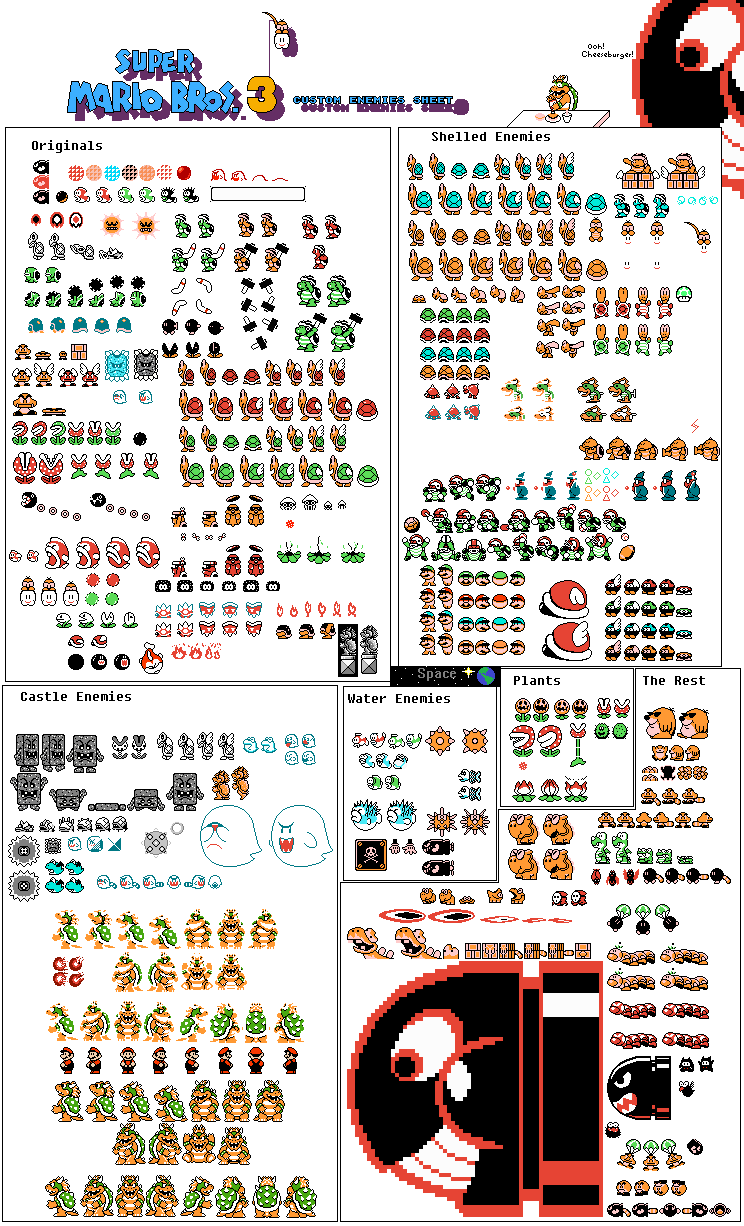 SUPER
MARIO BROS. 3
CUSTOM ENEMIES SHEET
Ooh!
Cheeseburger!
Originals
Shelled Enemies
Space
Castle Enemies
Water Enemies
Plants
The Rest